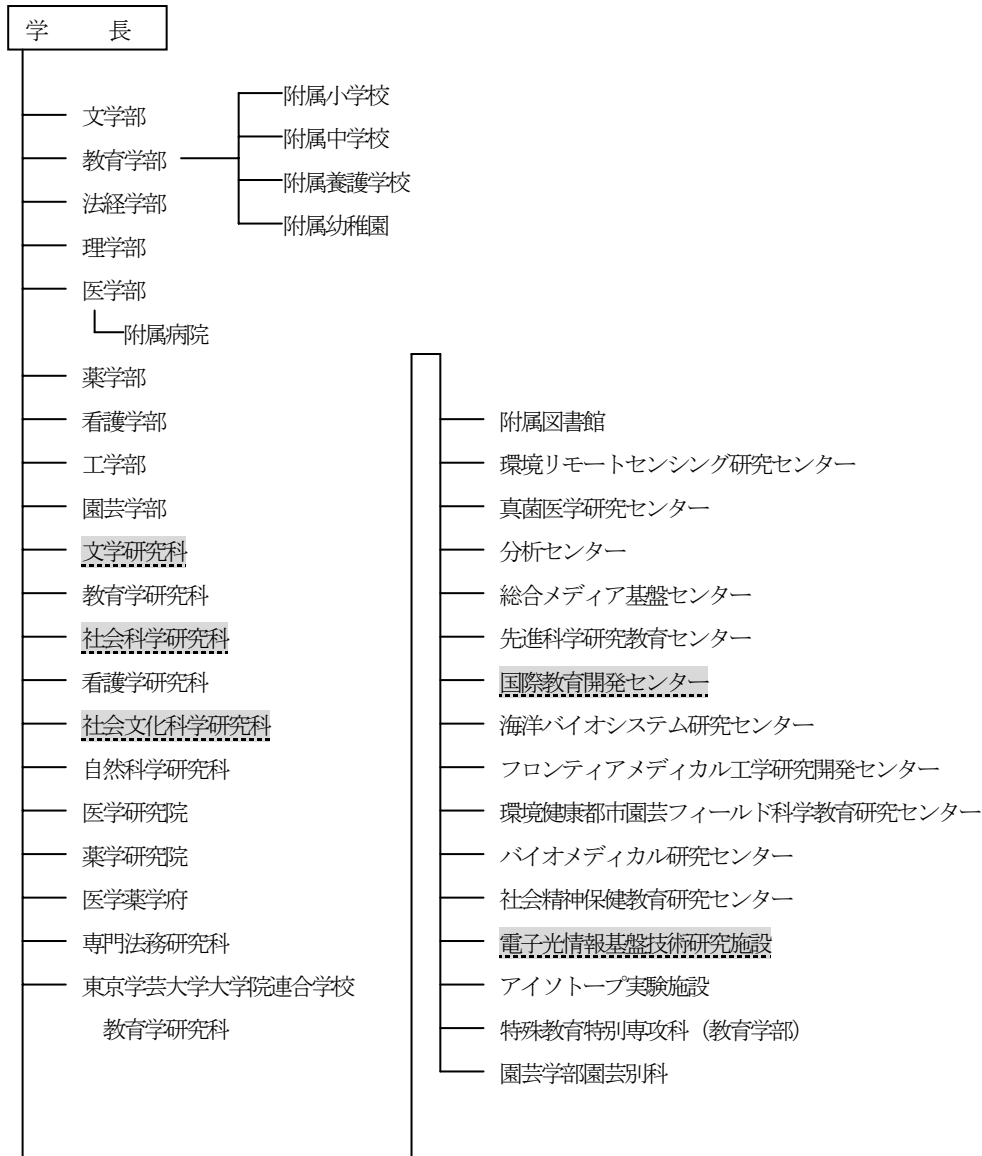 学　　長
文学部
教育学部
附属小学校
附属中学校
附属養護学校
附属幼稚園
法経学部
理学部
医学部
附属病院
薬学部
看護学部
工学部
園芸学部
文学研究科
教育学研究科
社会科学研究科
看護学研究科
社会文化科学研究科
自然科学研究科
医学研究院
薬学研究院
医学薬学府
専門法務研究科
東京学芸大学大学院連合学校
教育学研究科
附属図書館
環境リモートセンシング研究センター
真菌医学研究センター
分析センター
総合メディア基盤センター
先進科学研究教育センター
国際教育開発センター
海洋バイオシステム研究センター
フロンティアメディカル工学研究開発センター
環境健康都市園芸フィールド科学教育研究センター
バイオメディカル研究センター
社会精神保健教育研究センター
電子光情報基盤技術研究施設
アイソトープ実験施設
特殊教育特別専攻科（教育学部）
園芸学部園芸別科